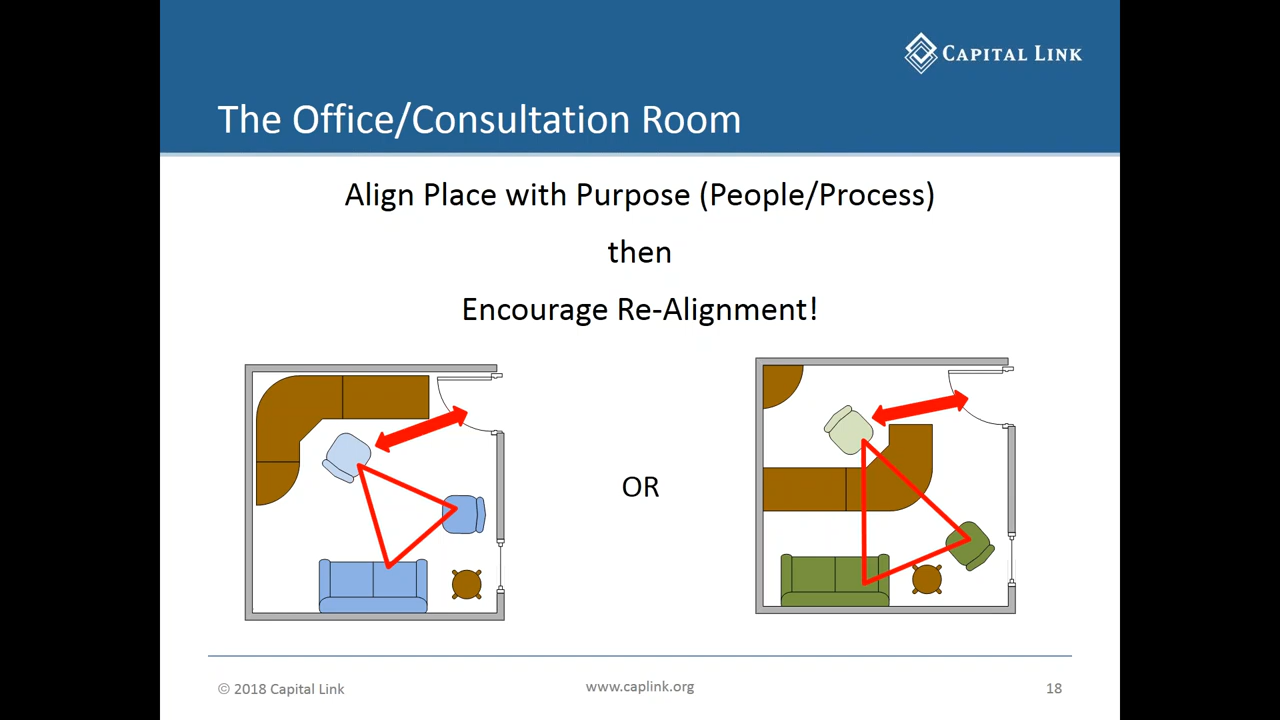 CAPITAL LINK
The Office/Consultation Room
Align Place with Purpose (People/Process)
then
Encourage Re-Alignment!
OR
© 2018 Capital Link
www.caplink.org
18